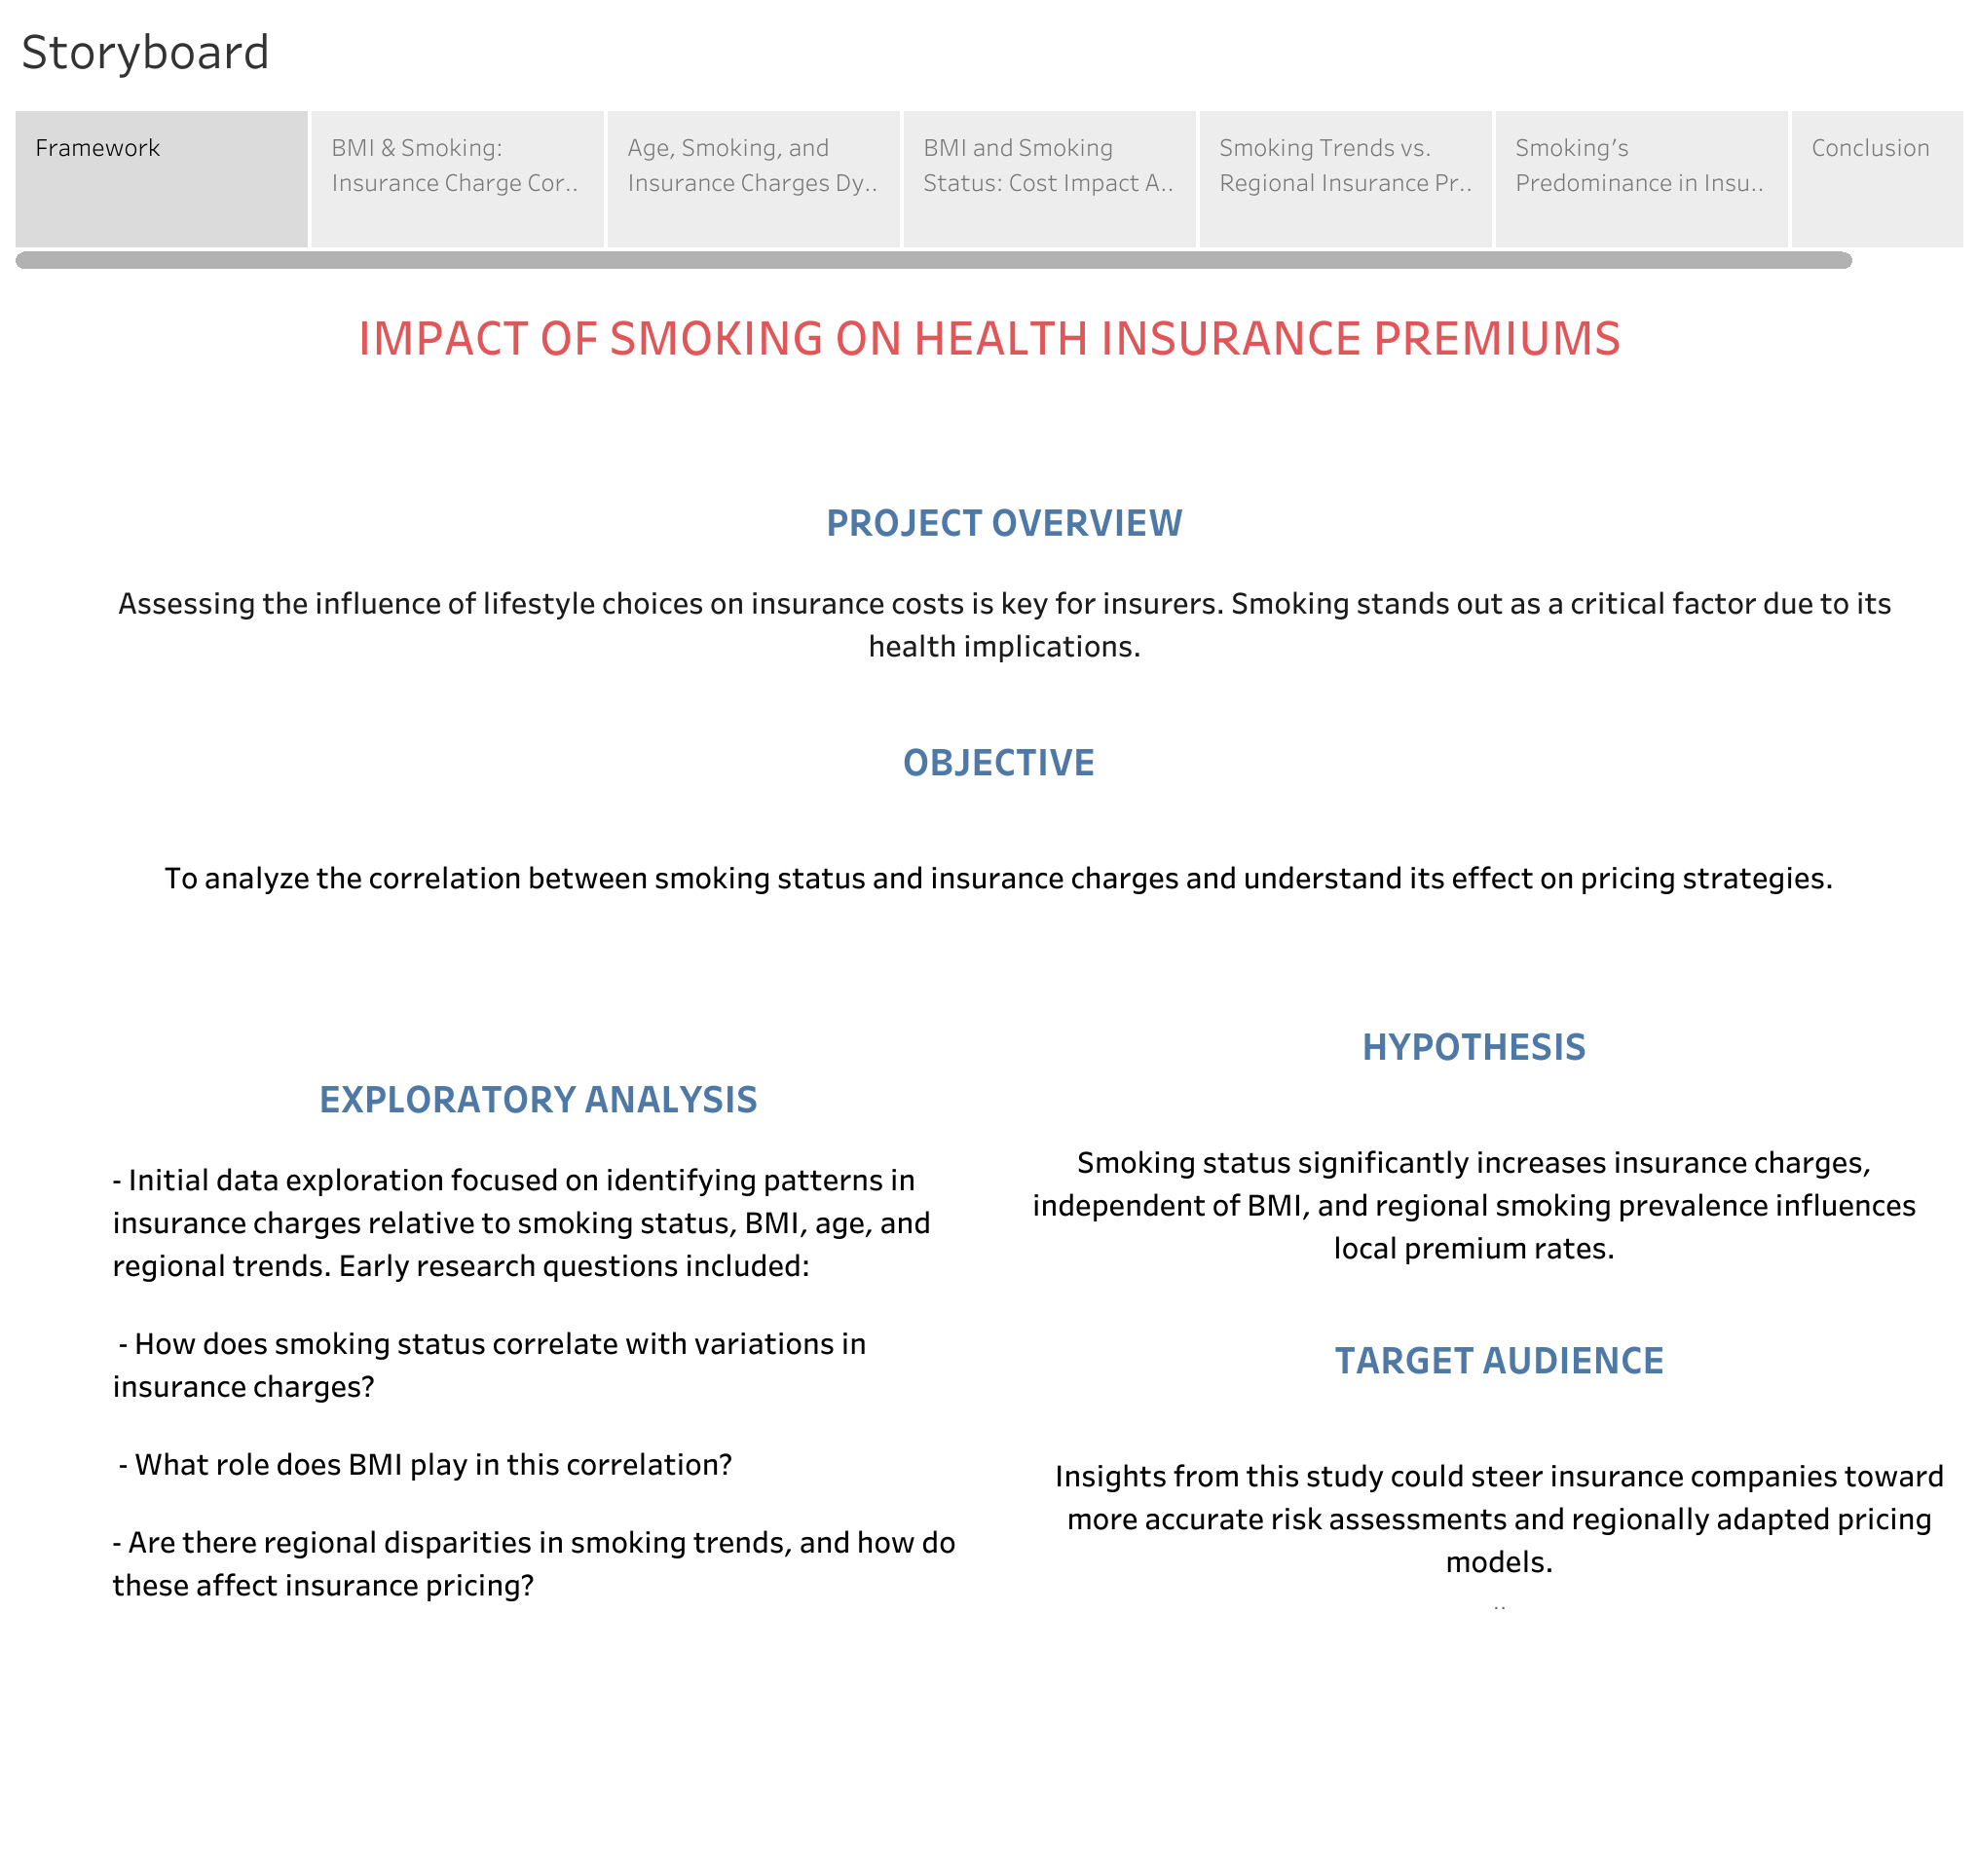 Storyboard
Framework
BMI & Smoking:
Insurance Charge Cor..
Age, Smoking, and
Insurance Charges Dy..
BMI and Smoking
Status: Cost Impact A..
Smoking Trends vs.
Regional Insurance Pr..
Smoking's
Predominance in Insu..
Conclusion
IMPACT OF SMOKING ON HEALTH INSURANCE PREMIUMS
PROJECT OVERVIEW
Assessing the influence of lifestyle choices on insurance costs is key for insurers. Smoking stands out as a critical factor due to its
health implications.
OBJECTIVE
To analyze the correlation between smoking status and insurance charges and understand its effect on pricing strategies.
EXPLORATORY ANALYSIS
- Initial data exploration focused on identifying patterns in
insurance charges relative to smoking status, BMI, age, and
regional trends. Early research questions included:
- How does smoking status correlate with variations in
insurance charges?
- What role does BMI play in this correlation?
- Are there regional disparities in smoking trends, and how do
these affect insurance pricing?
HYPOTHESIS
Smoking status significantly increases insurance charges,
independent of BMI, and regional smoking prevalence influences
local premium rates.
TARGET AUDIENCE
Insights from this study could steer insurance companies toward
more accurate risk assessments and regionally adapted pricing
models.
..